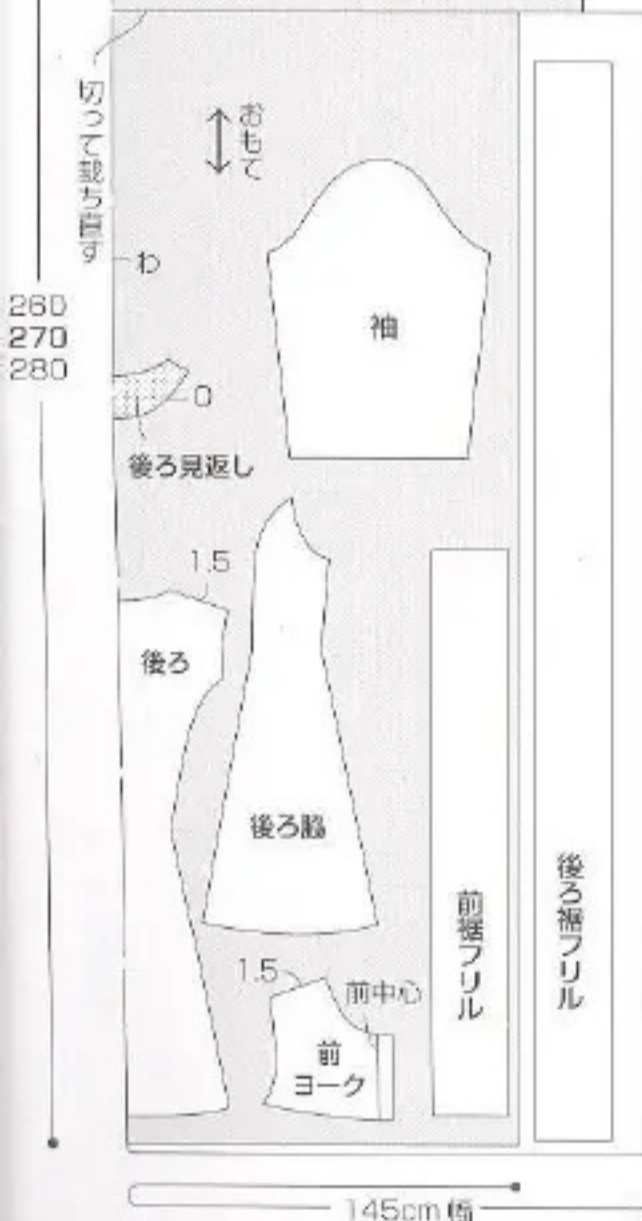 切って裁ち直す
おもて
わ
260
270
280
袖
0
後ろ見返し
1.5
後ろ
後ろ脇
前裾フリル
後ろ裾フリル
1.5
前中心
前
ヨーク
145cm幅